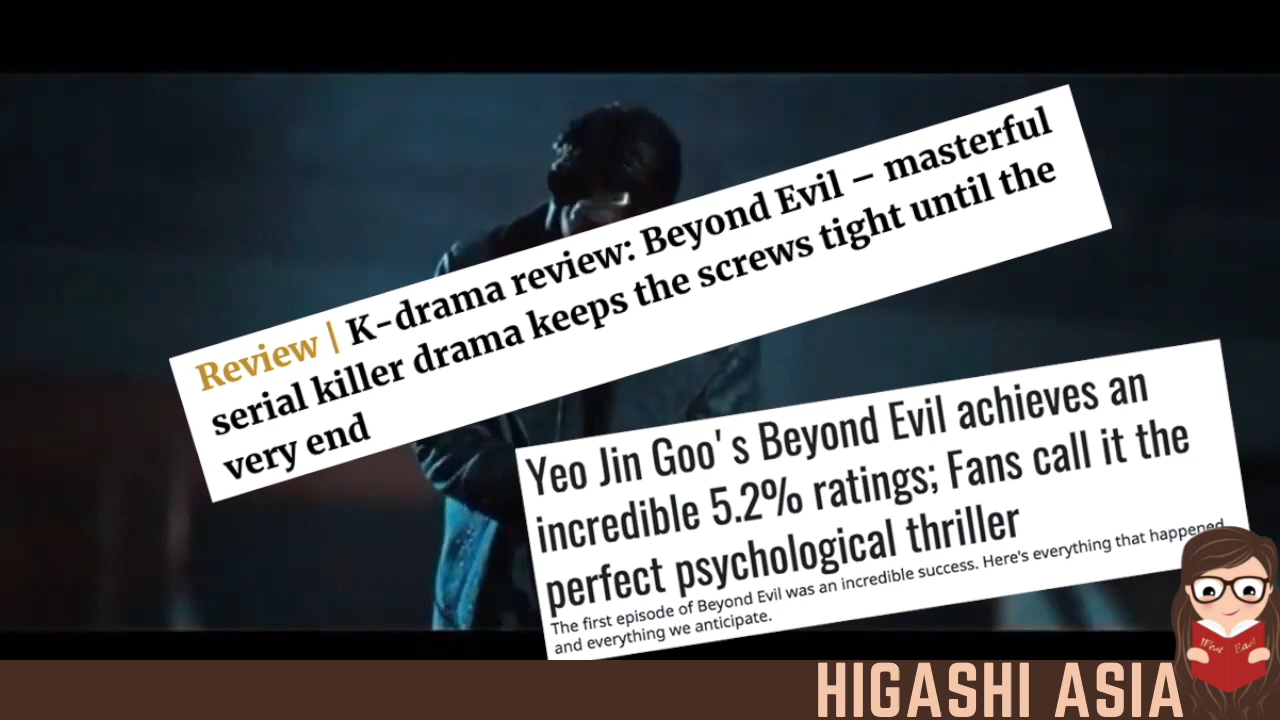 Review | K-drama review: Beyond Evil – masterful
serial killer drama keeps the screws tight until the
very end
Yeo Jin Goo's Beyond Evil achieves an
incredible 5.2% ratings; Fans call it the
perfect psychological thriller
The first episode of Beyond Evil was an incredible success. Here's everything that happened
and everything we anticipate.
West East
HIGASHI ASIA